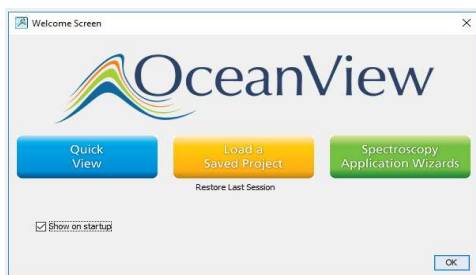 Welcome Screen
OceanView
Quick
View
Load a
Saved Project
Spectroscopy
Application Wizards
Restore Last Session
Show on startup
OK